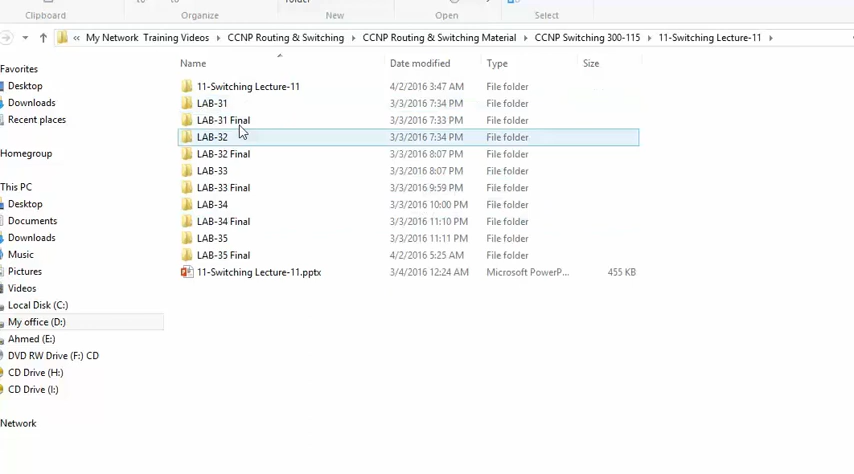 folder
Clipboard Organize New Open Select
« My Network Training Videos › CCNP Routing & Switching › CCNP Routing & Switching Material › CCNP Switching 300-115 › 11-Switching Lecture-11 ›
Name Date modified Type Size
Favorites
Desktop
Downloads
Recent places
Homegroup
This PC
Desktop
Documents
Downloads
Music
Pictures
Videos
Local Disk (C:)
My office (D:)
Ahmed (E:)
DVD RW Drive (F:) CD
CD Drive (H:)
CD Drive (I:)
Network
11-Switching Lecture-11 4/2/2016 3:47 AM File folder
LAB-31 3/3/2016 7:34 PM File folder
LAB-31 Final 3/3/2016 7:33 PM File folder
LAB-32 3/3/2016 7:34 PM File folder
LAB-32 Final 3/3/2016 8:07 PM File folder
LAB-33 3/3/2016 8:07 PM File folder
LAB-33 Final 3/3/2016 9:59 PM File folder
LAB-34 3/3/2016 10:00 PM File folder
LAB-34 Final 3/3/2016 11:10 PM File folder
LAB-35 3/3/2016 11:11 PM File folder
LAB-35 Final 4/2/2016 5:25 AM File folder
11-Switching Lecture-11.pptx 3/4/2016 12:24 AM Microsoft PowerP... 455 KB